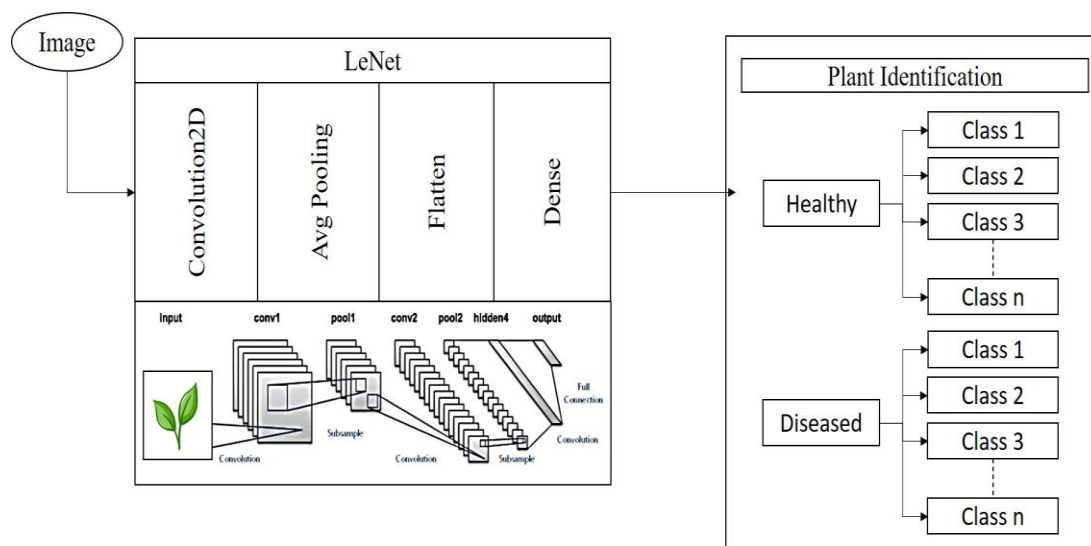 Image
LeNet
Convolution2D
Avg Pooling
Flatten
Dense
input conv1 pool1 conv2 pool2 hidden4 output
Full
Connection
Subsample
Convolution
Convolution
Subsample
Convolution
Plant Identification
Healthy
Class 1
Class 2
Class 3
Class n
Diseased
Class 1
Class 2
Class 3
Class n